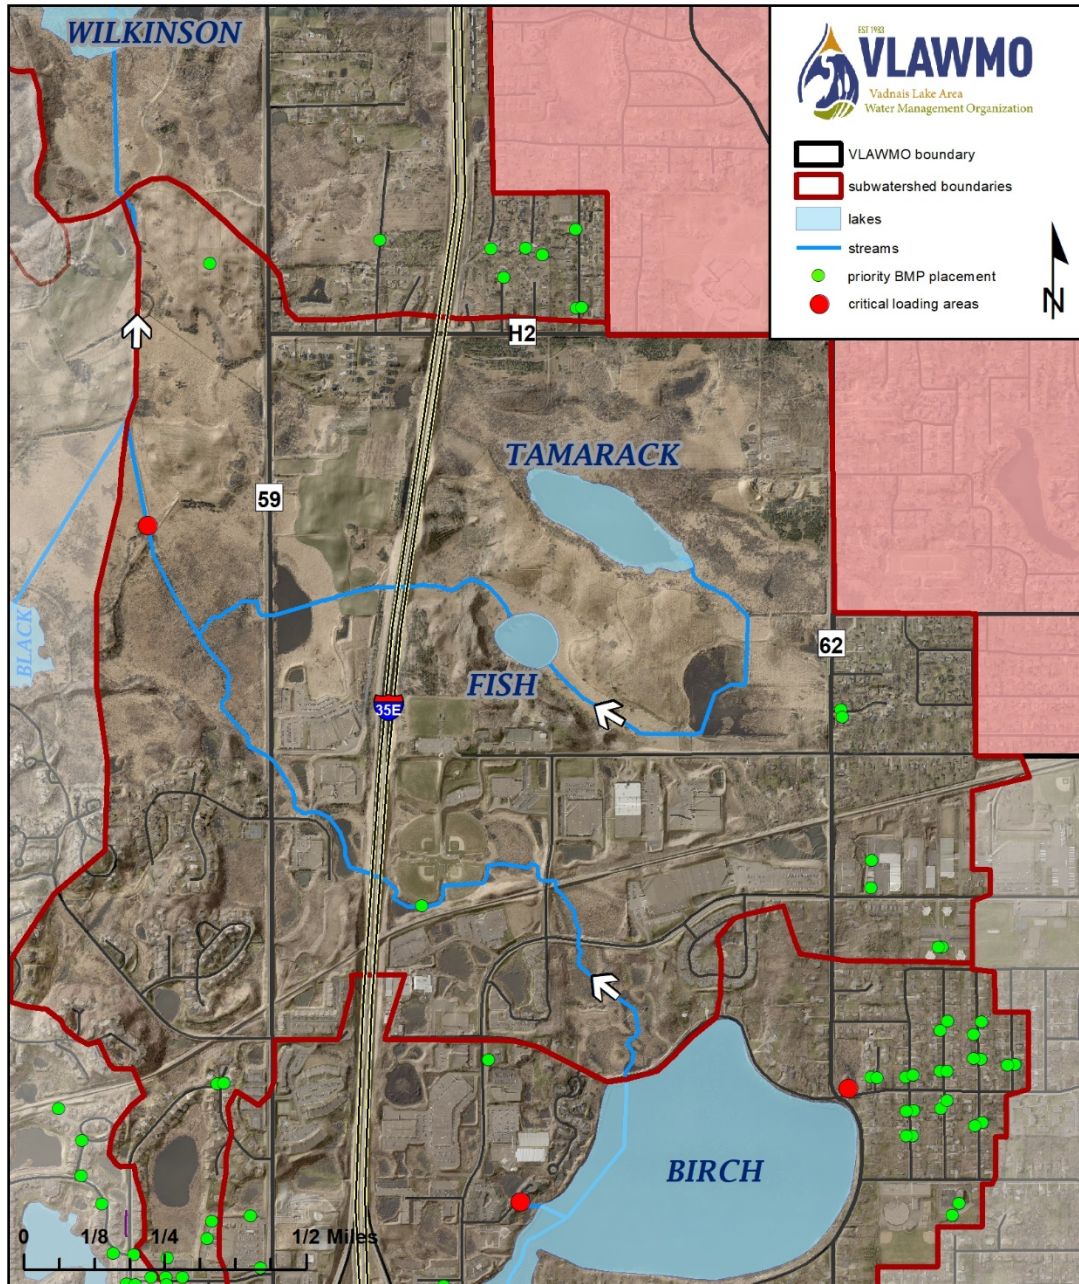 WILKINSON
EST 1983
VLAWMO
Vadnais Lake Area
Water Management Organization
VLAWMO boundary
subwatershed boundaries
lakes
streams
priority BMP placement
critical loading areas
N
H2
TAMARACK
59
BLACK
62
FISH
35E
BIRCH
0 1/8 1/4 1/2 Miles